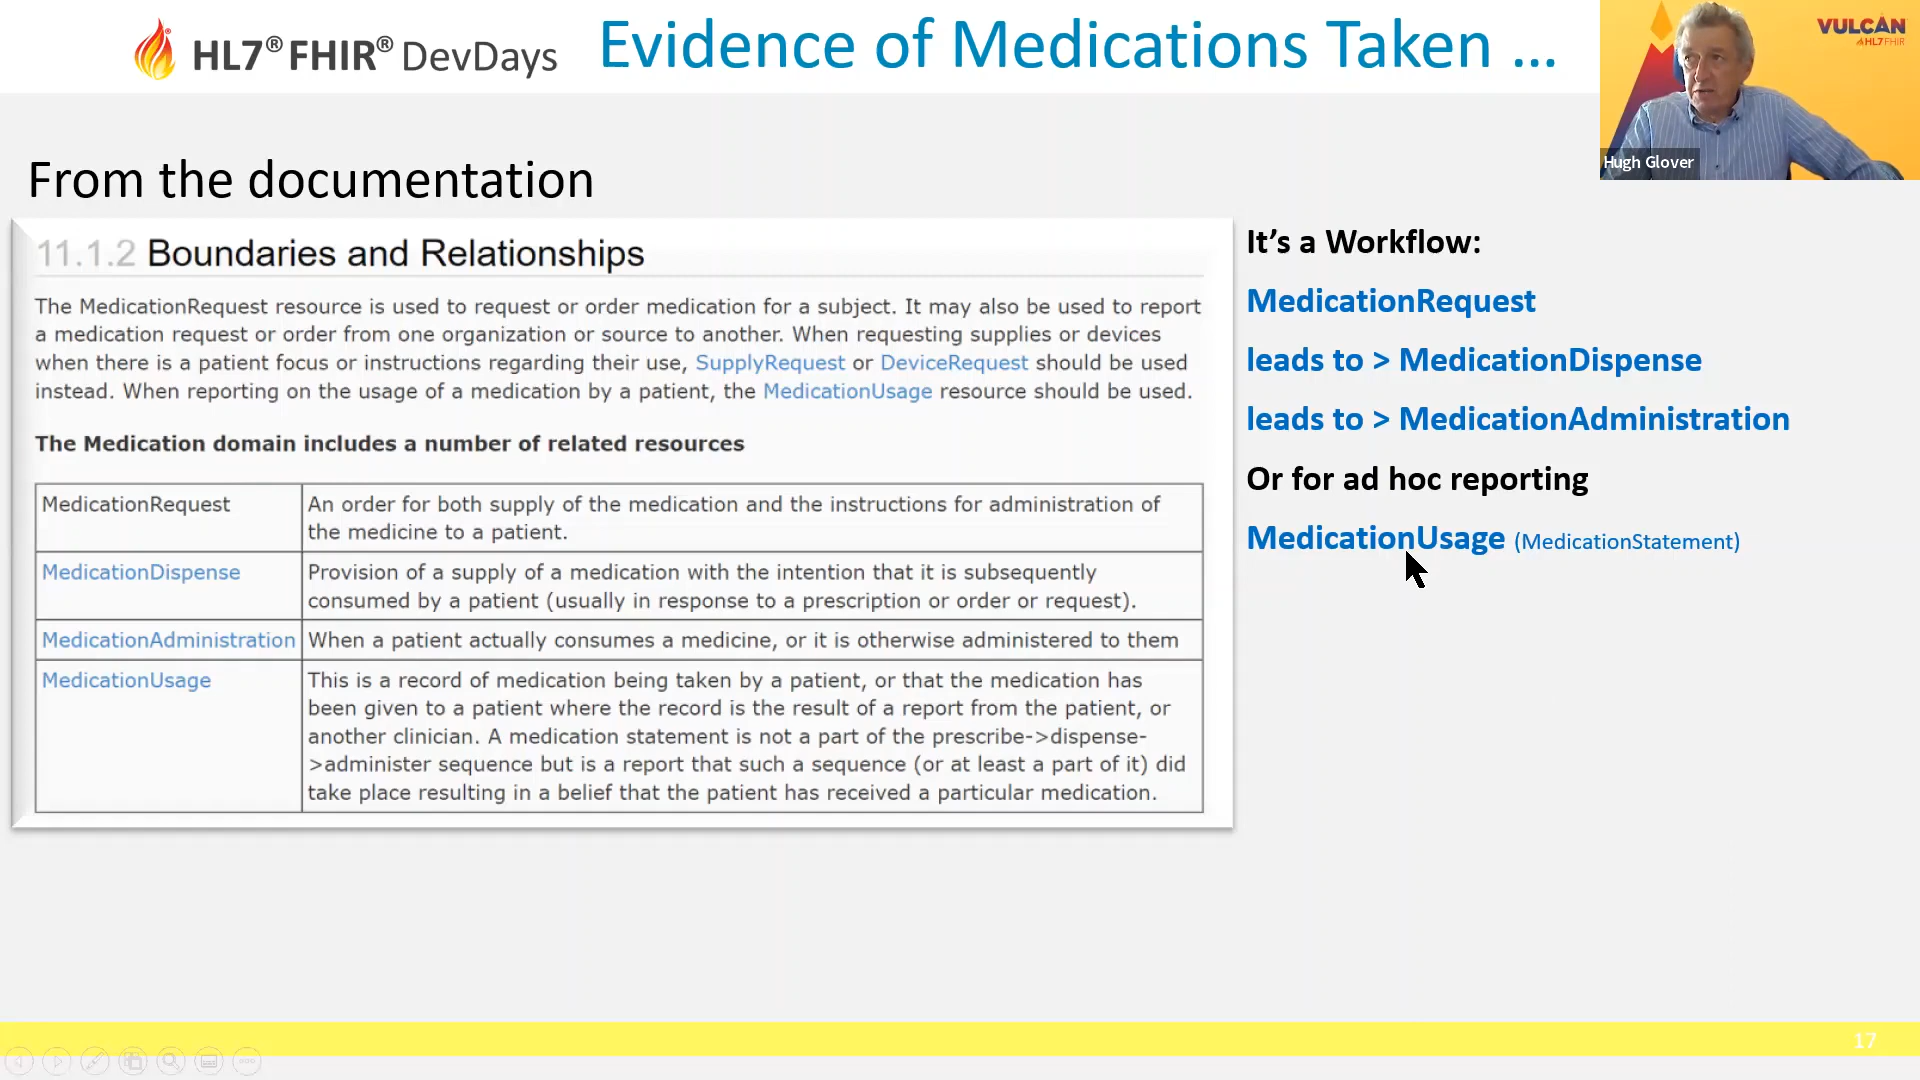 HL7® FHIR® DevDays
Evidence of Medications Taken ...
VULCAN
HL7 FHIR
Hugh Glover
From the documentation
11.1.2 Boundaries and Relationships
The MedicationRequest resource is used to request or order medication for a subject. It may also be used to report
a medication request or order from one organization or source to another. When requesting supplies or devices
when there is a patient focus or instructions regarding their use, SupplyRequest or DeviceRequest should be used
instead. When reporting on the usage of a medication by a patient, the MedicationUsage resource should be used.
The Medication domain includes a number of related resources
MedicationRequest
An order for both supply of the medication and the instructions for administration of
the medicine to a patient.
MedicationDispense
Provision of a supply of a medication with the intention that it is subsequently
consumed by a patient (usually in response to a prescription or order or request).
MedicationAdministration
When a patient actually consumes a medicine, or it is otherwise administered to them
MedicationUsage
This is a record of medication being taken by a patient, or that the medication has
been given to a patient where the record is the result of a report from the patient, or
another clinician. A medication statement is not a part of the prescribe->dispense-
>administer sequence but is a report that such a sequence (or at least a part of it) did
take place resulting in a belief that the patient has received a particular medication.
It's a Workflow:
MedicationRequest
leads to > MedicationDispense
leads to > MedicationAdministration
Or for ad hoc reporting
MedicationUsage (MedicationStatement)
17